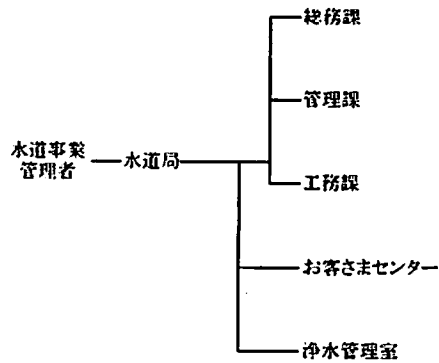 総務課
管理課
水道事業
管理者
水道局
工務課
お客さまセンター
浄水管理室